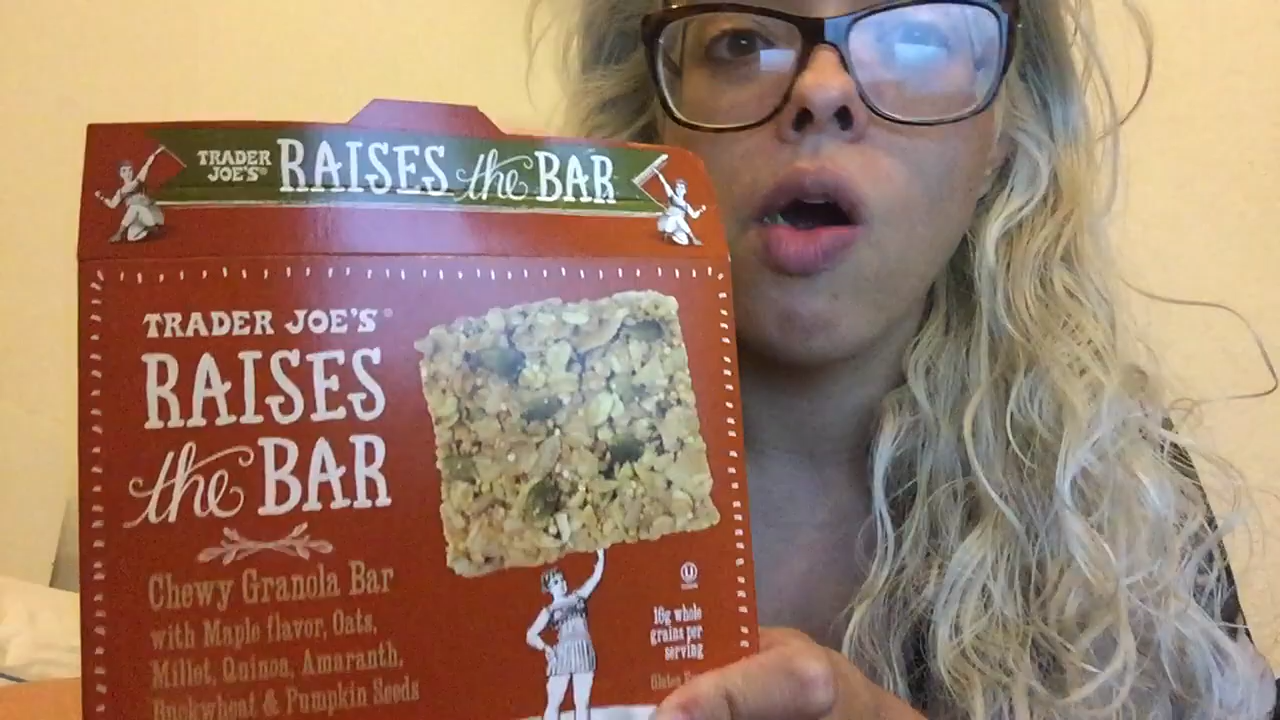 TRADER
JOE'S®
RAISES the BAR
TRADER JOE'S®
RAISES
the BAR
Chewy Granola Bar
with Maple flavor, Oats,
Millet, Quinoa, Amaranth,
Buckwheat & Pumpkin Seeds
U
16g whole
grains per
serving
Gluten